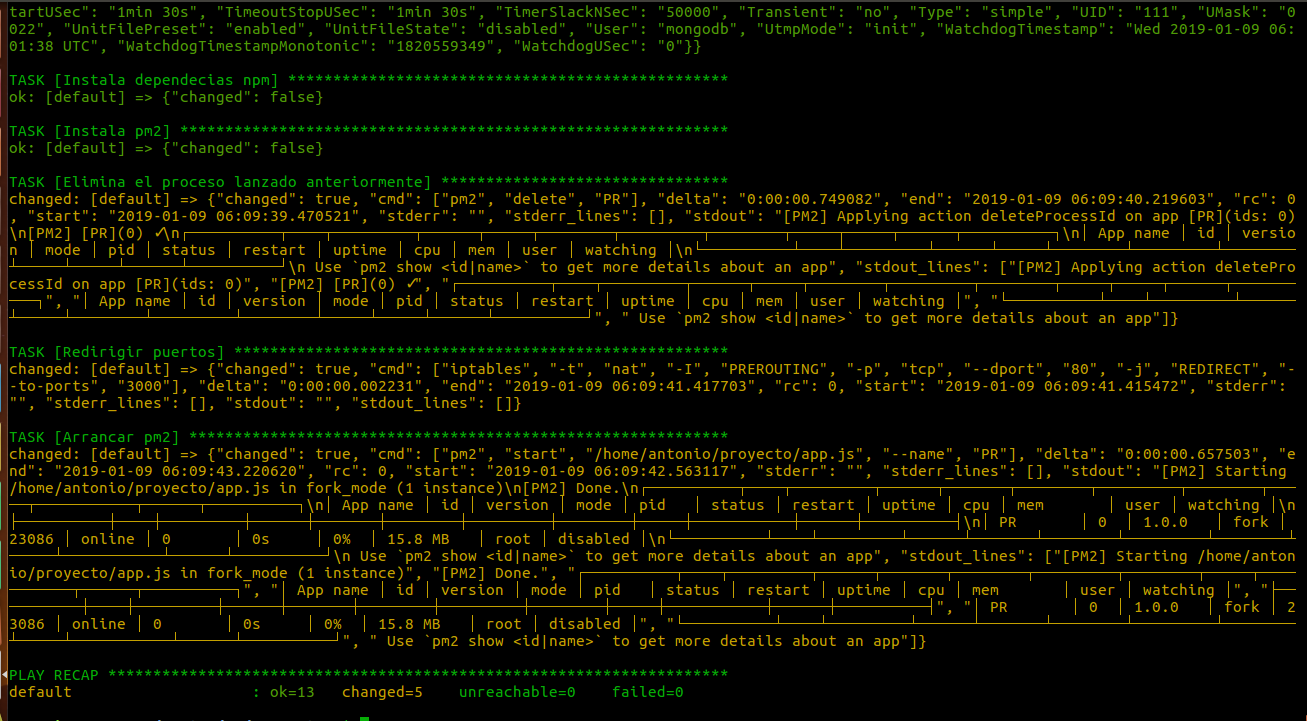 tartUSec": "1min 30s", "TimeoutStopUSec": "1min 30s", "TimerSlackNSec": "50000", "Transient": "no", "Type": "simple", "UID": "111", "UMask": "0
022", "UnitFilePreset": "enabled", "UnitFileState": "disabled", "User": "mongodb", "UtmpMode": "init", "WatchdogTimestamp": "Wed 2019-01-09 06:
01:38 UTC", "WatchdogTimestampMonotonic": "1820559349", "WatchdogUSec": "0"}}
TASK [Instala dependecias npm] *************************************************
ok: [default] => {"changed": false}
TASK [Instala pm2] *************************************************************
ok: [default] => {"changed": false}
TASK [Elimina el proceso lanzado anteriormente] ********************************
changed: [default] => {"changed": true, "cmd": ["pm2", "delete", "PR"], "delta": "0:00:00.749082", "end": "2019-01-09 06:09:40.219603", "rc": 0
, "start": "2019-01-09 06:09:39.470521", "stderr": "", "stderr_lines": [], "stdout": "[PM2] Applying action deleteProcessId on app [PR](ids: 0)
\n[PM2] [PR](0) ✓\n┌──────────┬────┬─────────┬──────┬─────┬────────┬─────────┬────────┬─────┬─────┬──────┬──────────┐\n│ App name │ id │ versio
n │ mode │ pid │ status │ restart │ uptime │ cpu │ mem │ user │ watching │\n└──────────┴────┴─────────┴──────┴─────┴────────┴─────────
┴────────┴─────┴─────┴──────┴──────────┘\n Use `pm2 show <id|name>` to get more details about an app", "stdout_lines": ["[PM2] Applying action deletePro
cessId on app [PR](ids: 0)", "[PM2] [PR](0) ✓", "┌──────────┬────┬─────────┬──────┬─────┬────────┬─────────┬────────┬─────┬─────┬──────┬───────
───┐", "│ App name │ id │ version │ mode │ pid │ status │ restart │ uptime │ cpu │ mem │ user │ watching │", "└──────────┴────┴─────────┴──────
┴─────┴────────┴─────────┴────────┴─────┴─────┴──────┴──────────┘", " Use `pm2 show <id|name>` to get more details about an app"]}
TASK [Redirigir puertos] *******************************************************
changed: [default] => {"changed": true, "cmd": ["iptables", "-t", "nat", "-I", "PREROUTING", "-p", "tcp", "--dport", "80", "-j", "REDIRECT", "-
-to-ports", "3000"], "delta": "0:00:00.002231", "end": "2019-01-09 06:09:41.417703", "rc": 0, "start": "2019-01-09 06:09:41.415472", "stderr":
"", "stderr_lines": [], "stdout": "", "stdout_lines": []}
TASK [Arrancar pm2] ************************************************************
changed: [default] => {"changed": true, "cmd": ["pm2", "start", "/home/antonio/proyecto/app.js", "--name", "PR"], "delta": "0:00:00.657503", "e
nd": "2019-01-09 06:09:43.220620", "rc": 0, "start": "2019-01-09 06:09:42.563117", "stderr": "", "stderr_lines": [], "stdout": "[PM2] Starting
/home/antonio/proyecto/app.js in fork_mode (1 instance)\n[PM2] Done.\n┌──────────┬────┬─────────┬──────┬───────┬────────┬─────────┬────────┬─────
┬───────────┬──────┬──────────┐\n│ App name │ id │ version │ mode │ pid   │ status │ restart │ uptime │ cpu │ mem       │ user │ watching │\n
├──────────┼────┼─────────┼──────┼───────┼────────┼─────────┼────────┼─────┼───────────┼──────┼──────────┤\n│ PR       │ 0  │ 1.0.0   │ fork │
23086 │ online │ 0       │ 0s     │ 0%  │ 15.8 MB   │ root │ disabled │\n└──────────┴────┴─────────┴──────┴───────┴────────┴─────────┴────────
┴─────┴───────────┴──────┴──────────┘\n Use `pm2 show <id|name>` to get more details about an app", "stdout_lines": ["[PM2] Starting /home/anton
io/proyecto/app.js in fork_mode (1 instance)", "[PM2] Done.", "┌──────────┬────┬─────────┬──────┬───────┬────────┬─────────┬────────┬─────
┬───────────┬──────┬──────────┐", "│ App name │ id │ version │ mode │ pid   │ status │ restart │ uptime │ cpu │ mem       │ user │ watching │", "├──
────────┼────┼─────────┼──────┼───────┼────────┼─────────┼────────┼─────┼───────────┼──────┼──────────┤", "│ PR       │ 0  │ 1.0.0   │ fork │ 2
3086 │ online │ 0       │ 0s     │ 0%  │ 15.8 MB   │ root │ disabled │", "└──────────┴────┴─────────┴──────┴───────┴────────┴─────────
┴────────┴─────┴───────────┴──────┴──────────┘", " Use `pm2 show <id|name>` to get more details about an app"]}
PLAY RECAP *********************************************************************
default                    : ok=13   changed=5    unreachable=0    failed=0